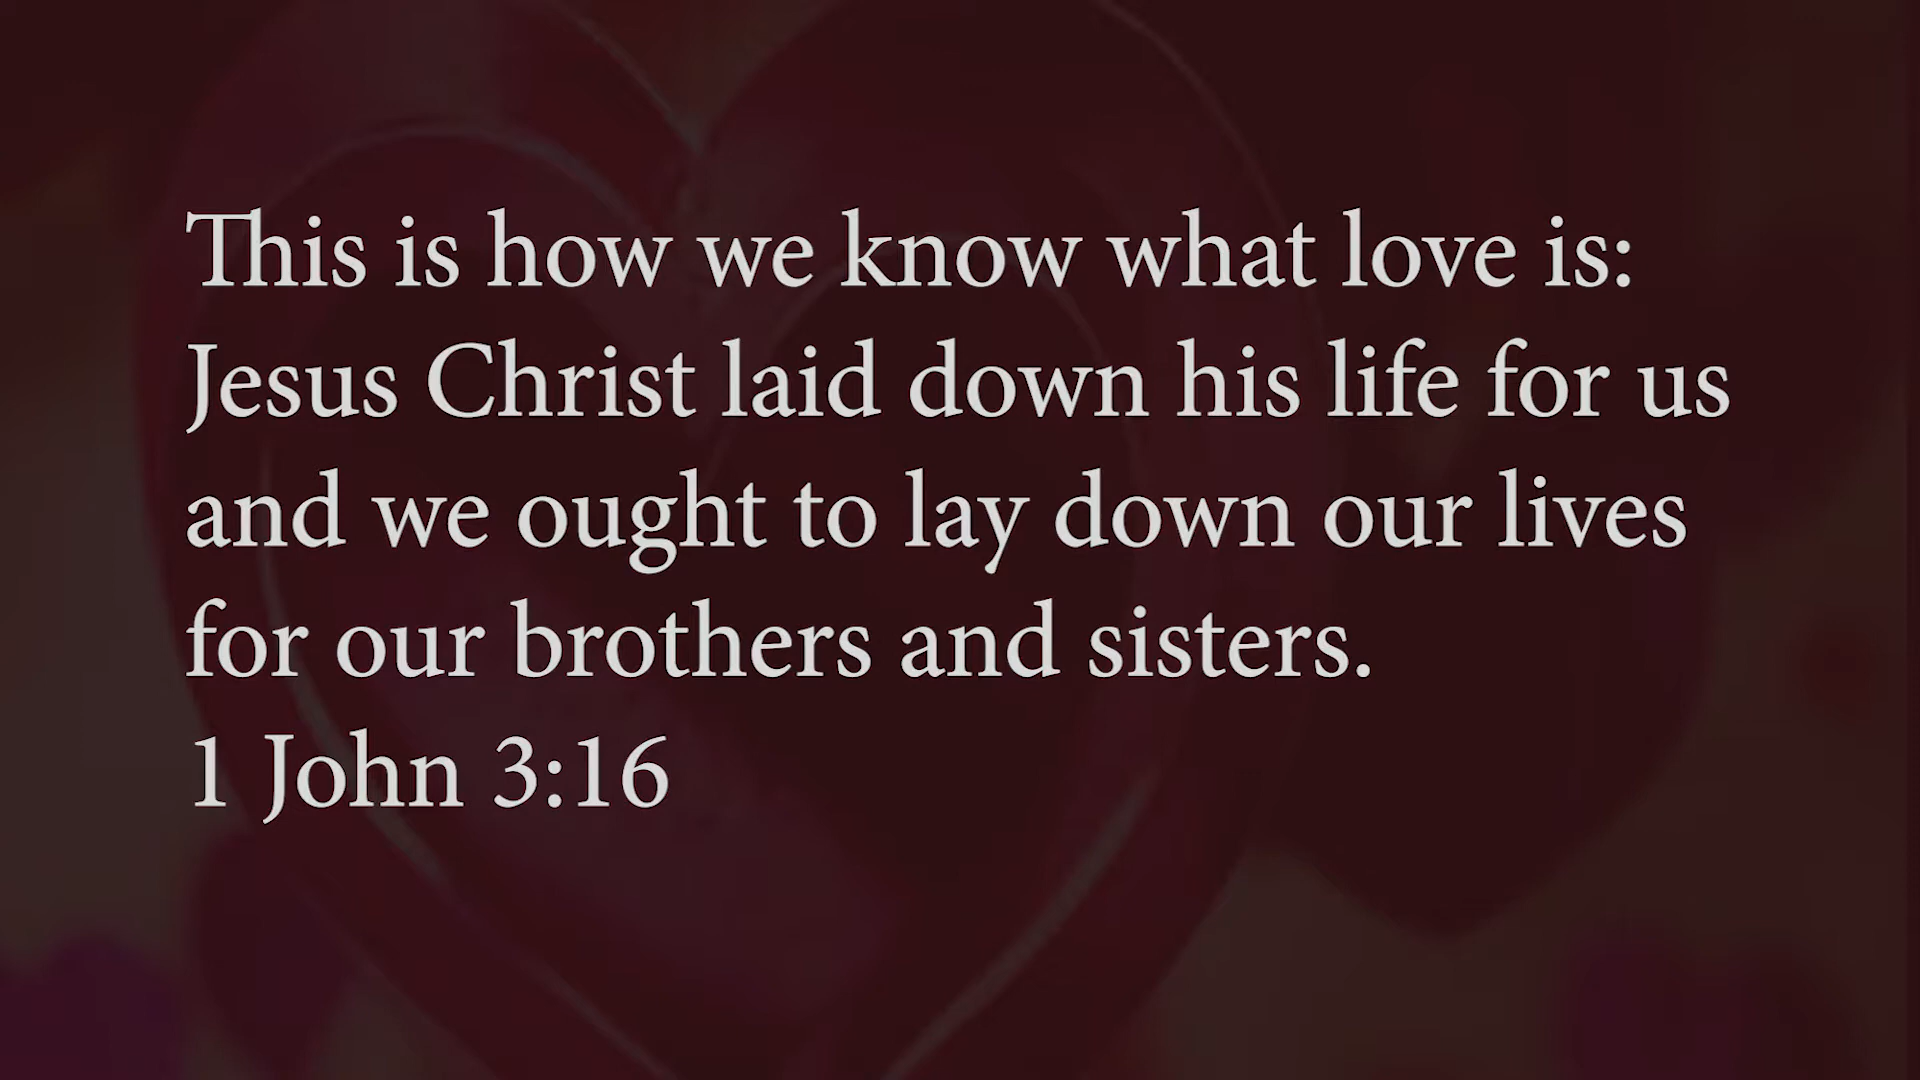 This is how we know what love is:
Jesus Christ laid down his life for us
and we ought to lay down our lives
for our brothers and sisters.
1 John 3:16